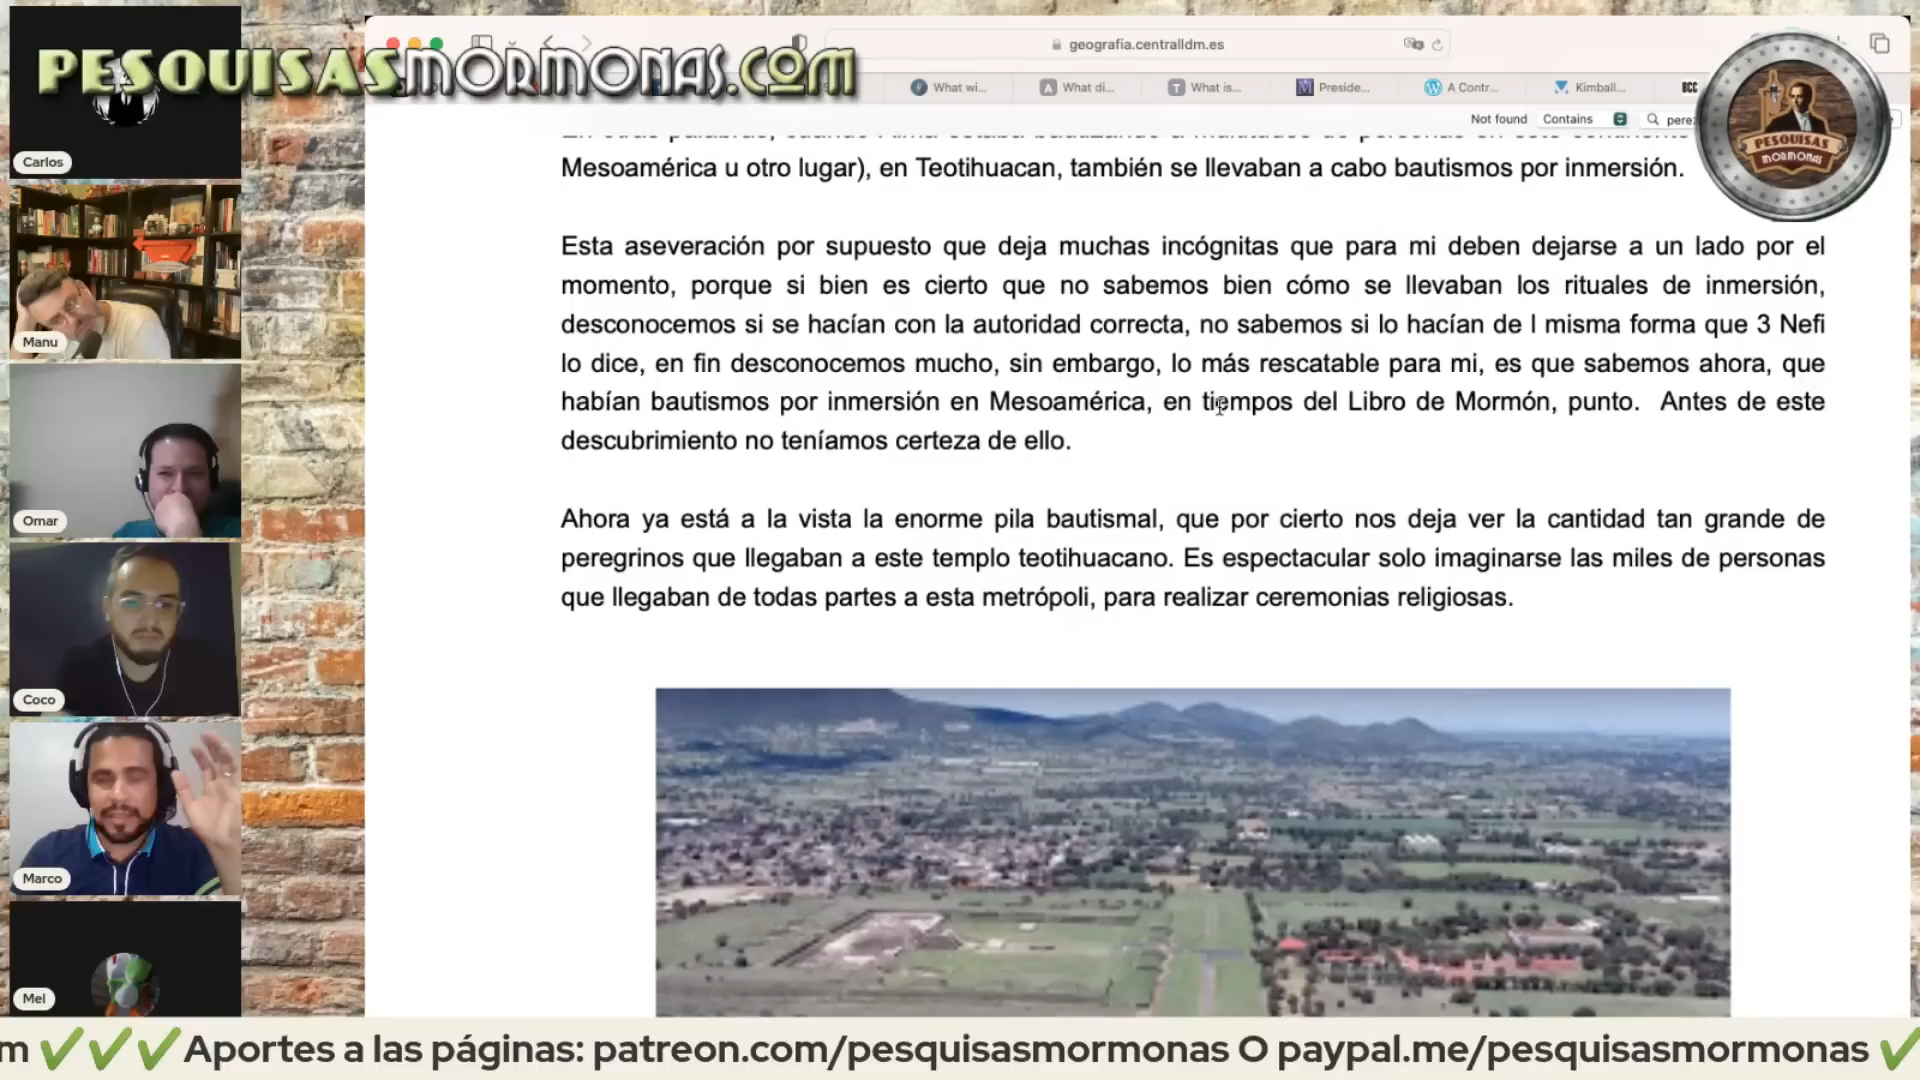 PESQUISASMORMONAS.COM
geografia.centralldm.es
What wi...
What di...
What is...
Preside...
A Contr...
Kimball...
BCC
Not found
Contains
pere
PESQUISAS
MORMONAS
Mesoamérica u otro lugar), en Teotihuacan, también se llevaban a cabo bautismos por inmersión.
Esta aseveración por supuesto que deja muchas incógnitas que para mi deben dejarse a un lado por el
momento, porque si bien es cierto que no sabemos bien cómo se llevaban los rituales de inmersión,
desconocemos si se hacían con la autoridad correcta, no sabemos si lo hacían de l misma forma que 3 Nefi
lo dice, en fin desconocemos mucho, sin embargo, lo más rescatable para mi, es que sabemos ahora, que
habían bautismos por inmersión en Mesoamérica, en tiempos del Libro de Mormón, punto. Antes de este
descubrimiento no teníamos certeza de ello.
Ahora ya está a la vista la enorme pila bautismal, que por cierto nos deja ver la cantidad tan grande de
peregrinos que llegaban a este templo teotihuacano. Es espectacular solo imaginarse las miles de personas
que llegaban de todas partes a esta metrópoli, para realizar ceremonias religiosas.
Carlos
Manu
Omar
Coco
Marco
Mel
m ✓✓✓ Aportes a las páginas: patreon.com/pesquisasmormonas O paypal.me/pesquisasmormonas ✓